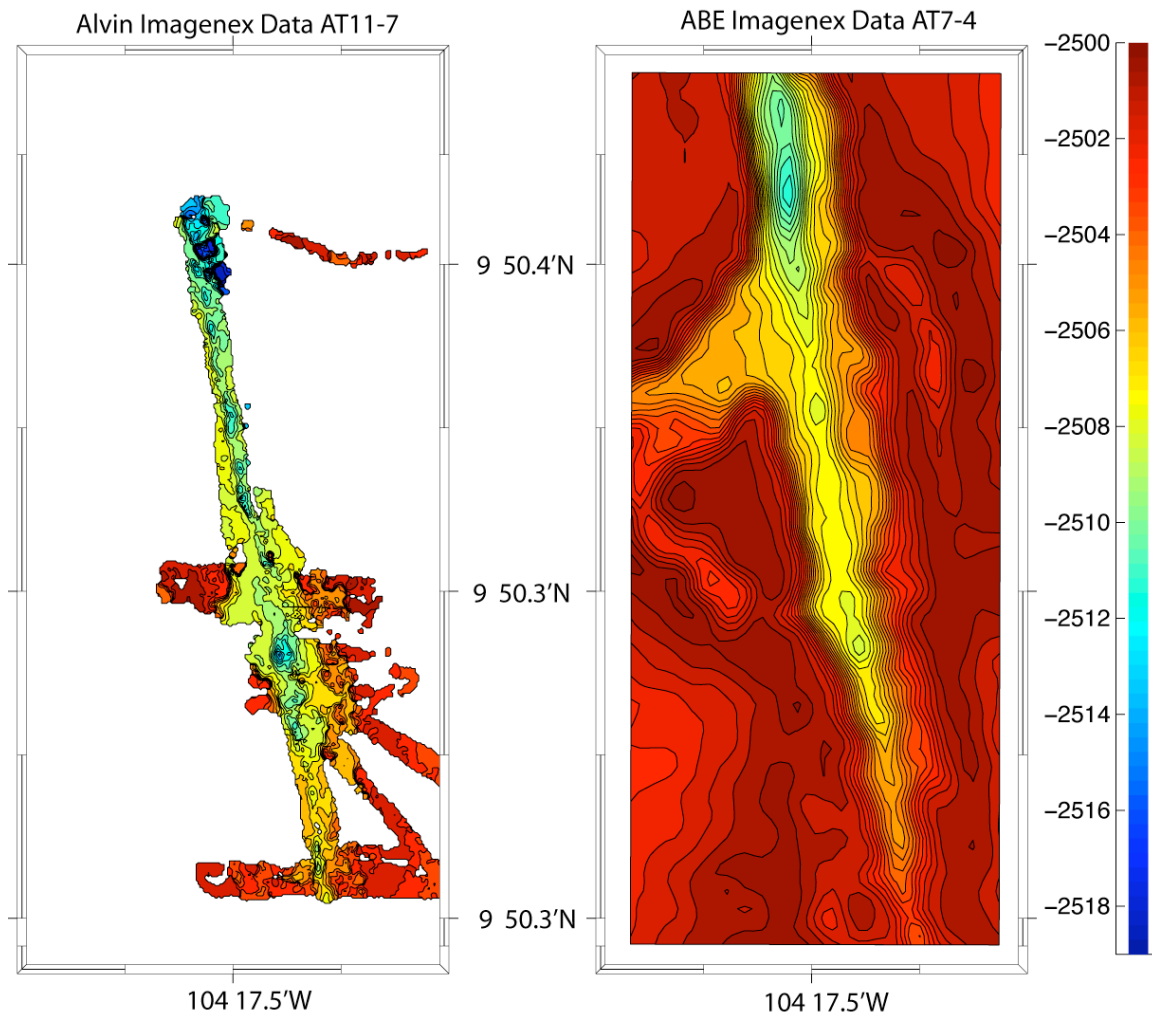 Alvin Imagenex Data AT11-7
ABE Imagenex Data AT7-4
−2500
−2502
−2504
9 50.4′N
−2506
−2508
−2510
9 50.3′N
−2512
−2514
−2516
−2518
9 50.3′N
104 17.5′W
104 17.5′W